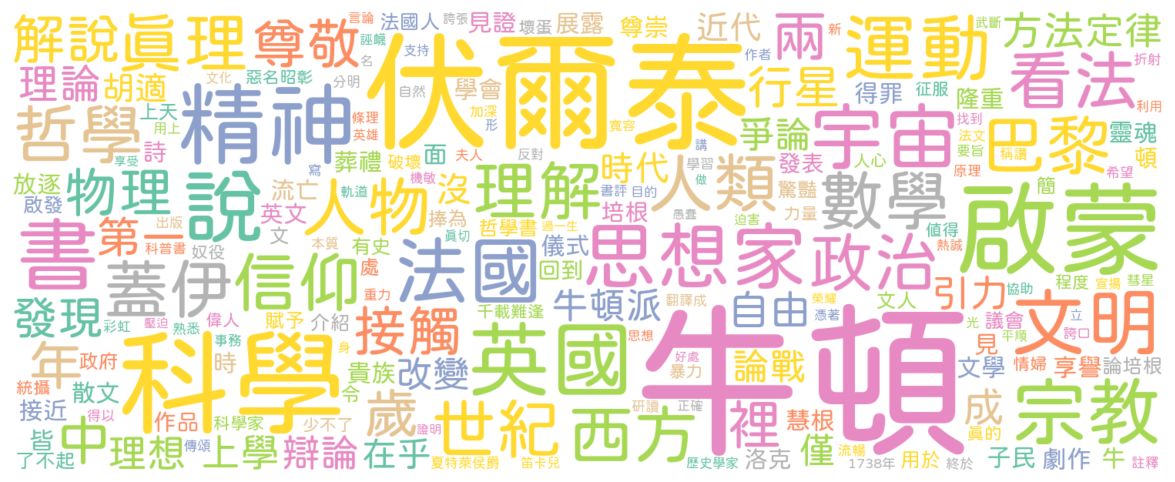 解說
眞理
尊敬
法國人
誇張
言論
誣衊
支持
壞蛋
見證
展露
尊崇
近代
兩
運動
武斷
新
方法定律
折射
理論
胡適
惡名昭彰
文化
名
分明
自然
學會
作者
伏爾泰
行星
得罪
征服
看法
隆重
利用
哲學
上天
用上
享受
詩
精神
條理
英雄
形
加深
寬容
爭論
宇宙
找到
法文
要旨
稱讚
巴黎
靈魂
頓
葬禮
面
破壞
機敏
夫人
反對
講
學習
做
時代
發表
人心
原理
簡
希望
放逐
啟發
物理
說
流亡
寫
軌道
人物
沒
捧為
理解
書評
目的
人類
驚豔
力量
數學
熱誠
值得
啟蒙
書
第一
出版
科普書
奴役
英文
文
本質
眞切
有史
哲學書
過一生
培根
愚蠢
迫害
儀式
思想家
政治
程度
宣揚
彗星
蓋伊
信仰
處
法國
回到
千載難逢
牛頓派
翻譯成
榮耀
自由
憑著
文人
引力
協助
文明
發現
彩虹
壓迫
熟悉
偉人
事務
重力
賦予
介紹
身
接觸
英國
思想
牛頓
光
議會
立
誇口
平順
見
年
政府
統攝
接近
散文
科學
時
令
貴族
改變
好處
暴力
論戰
文學
情婦
享譽
論培根
皆
了不起
得以
作品
傳頌
科學家
少不了
歲
證明
世紀
西方
研讀
正確
裡
慧根
成
眞的
宗教
中
理想
上學
辯論
在乎
夏特萊侯爵
笛卡兒
歷史學家
洛克
流暢
1738年
僅
用於
終於
子民
劇作
牛
註釋